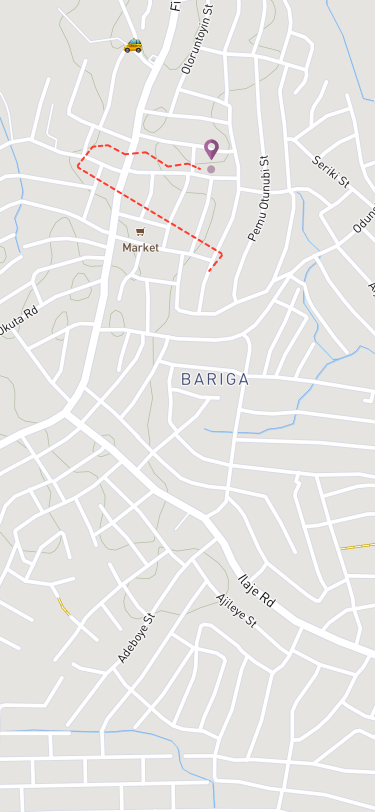 Oloruntoyin St
Seriki St
Pemu Otunubi St
Market
Okuta Rd
BARIGA
Ilaje Rd
Ajileye St
Adeboye St